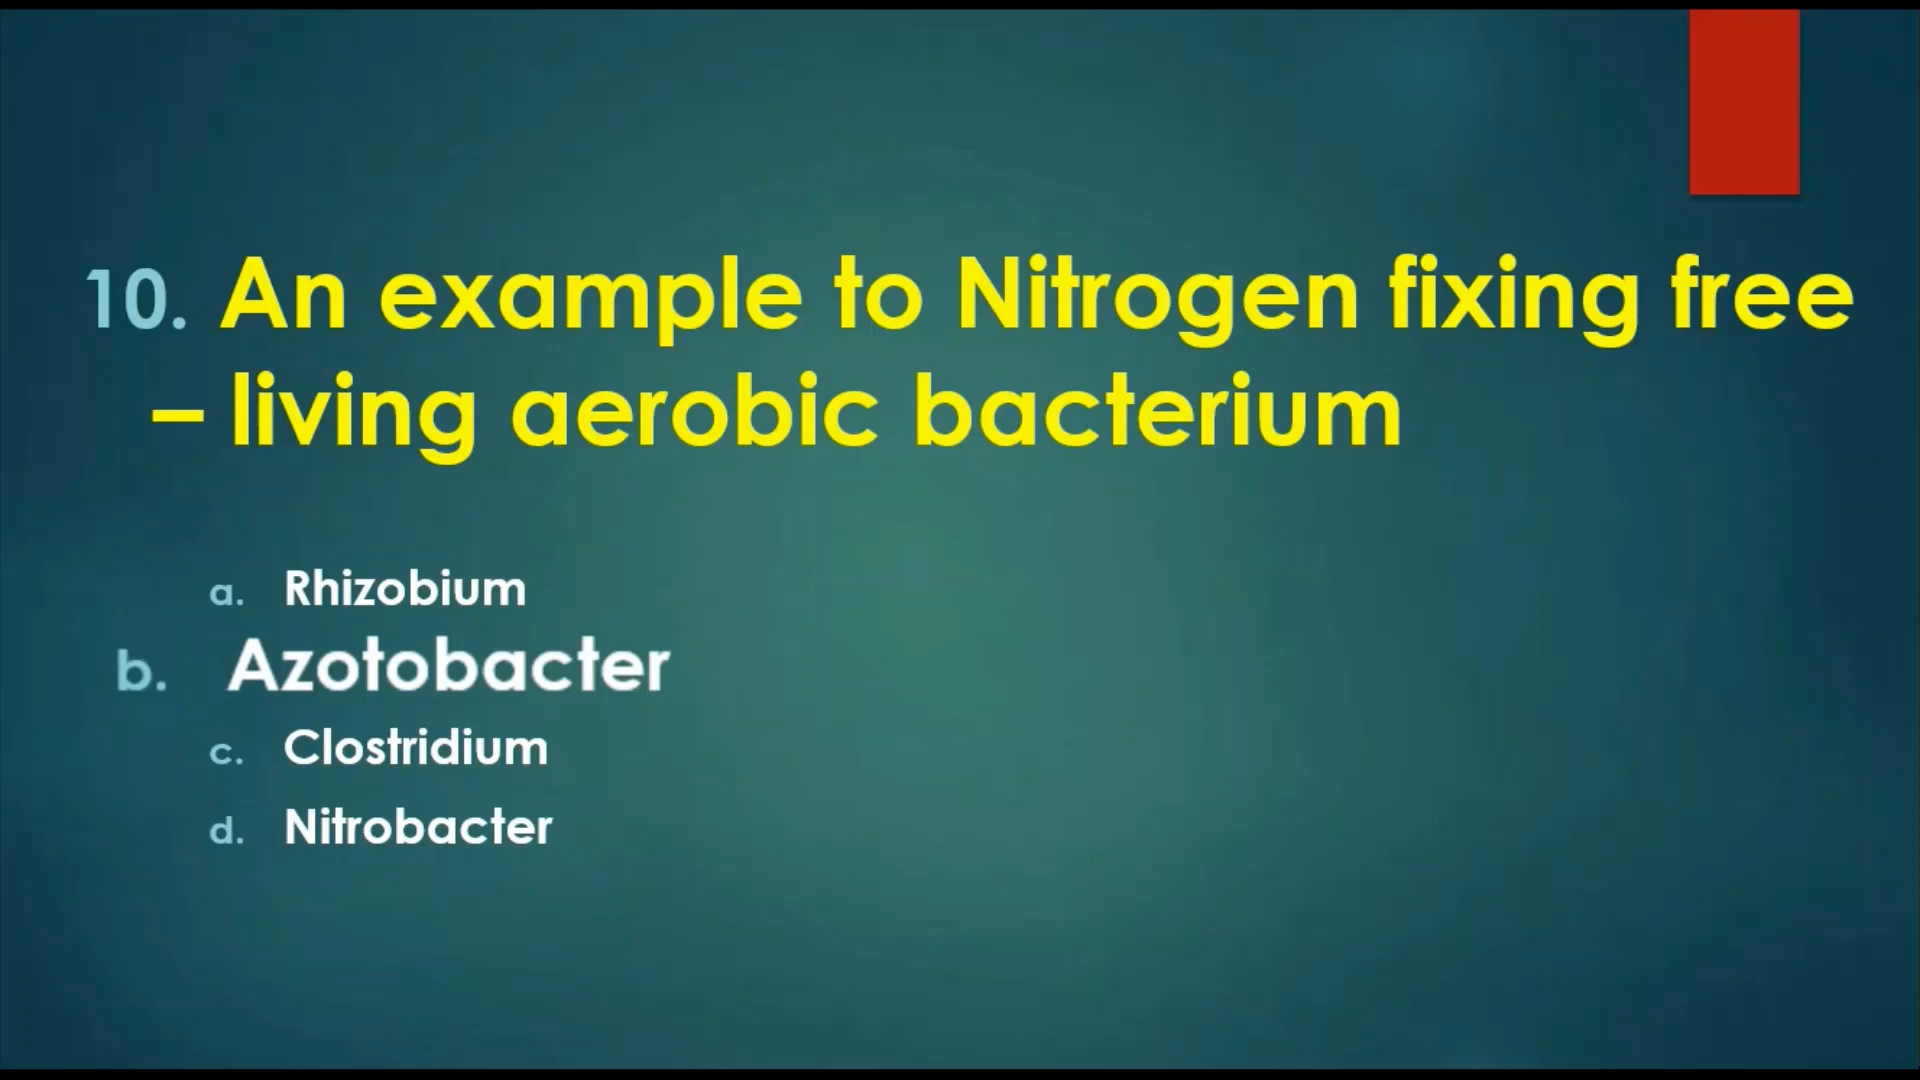 10. An example to Nitrogen fixing free
– living aerobic bacterium
a. Rhizobium
b. Azotobacter
c. Clostridium
d. Nitrobacter